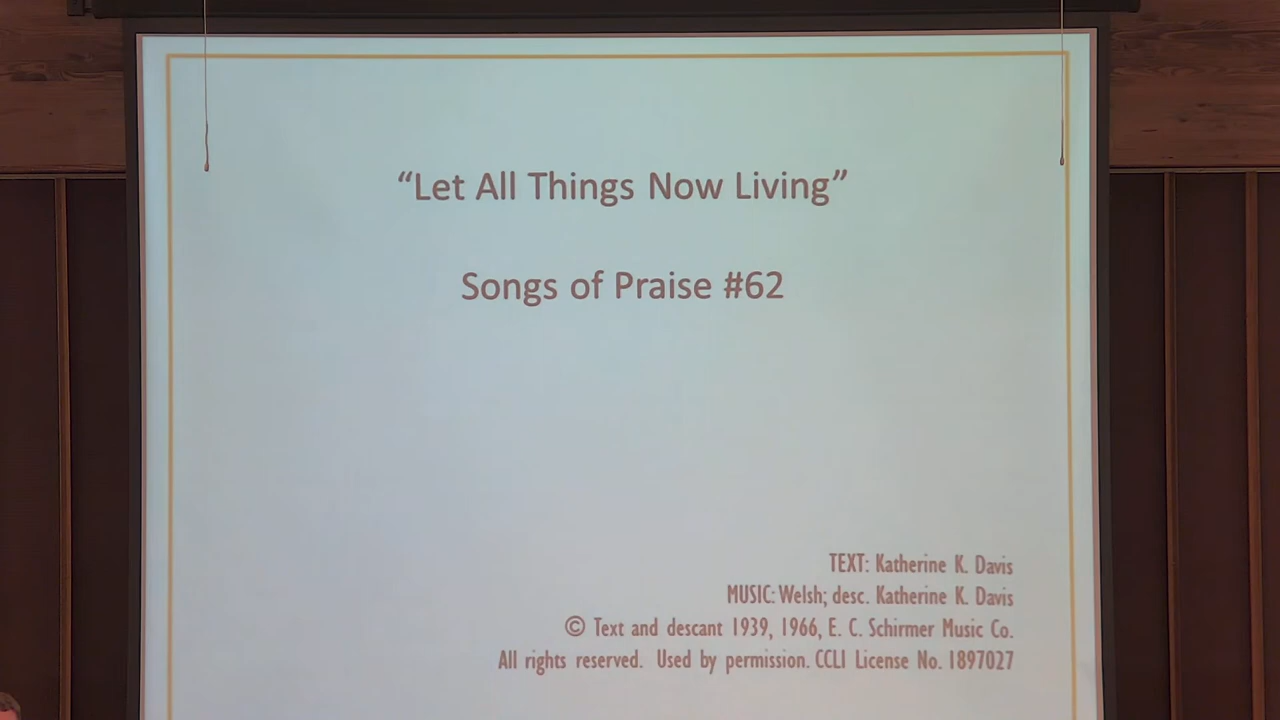 “Let All Things Now Living”
Songs of Praise #62
TEXT: Katherine K. Davis
MUSIC: Welsh; desc. Katherine K. Davis
© Text and descant 1939, 1966, E. C. Schirmer Music Co.
All rights reserved. Used by permission. CCLI License No. 1897027